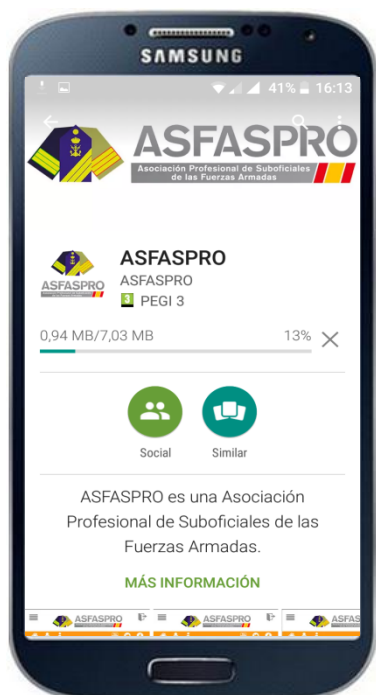 SAMSUNG
41% 16:13
ASFASPRO
Asociación Profesional de Suboficiales
de las Fuerzas Armadas
ASFASPRO
ASFASPRO
ASFASPRO
3 PEGI 3
0,94 MB/7,03 MB 13%
Social Similar
ASFASPRO es una Asociación
Profesional de Suboficiales de las
Fuerzas Armadas.
MÁS INFORMACIÓN
ASFASPRO ASFASPRO ASFAS